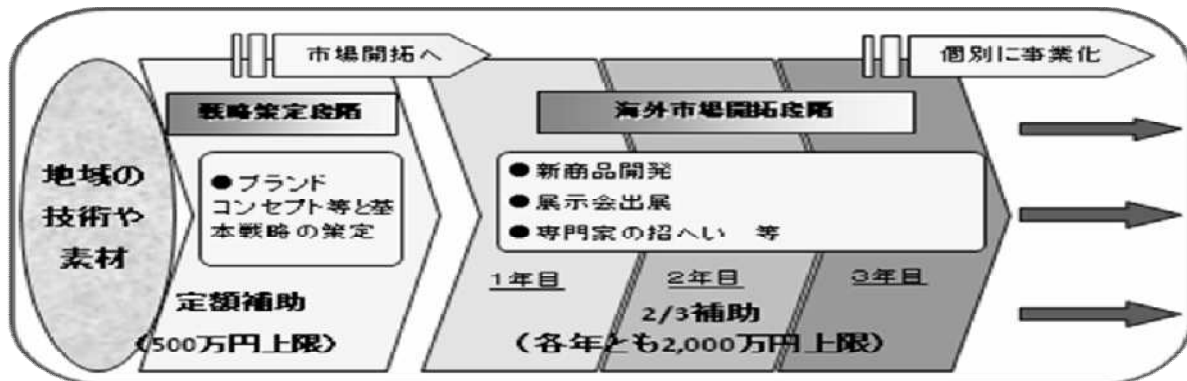 市場開拓へ
個別に事業化
戦略策定段階
海外市場開拓段階
地域の
技術や
素材
●ブランド
コンセプト等と基
本戦略の策定
●新商品開発
●展示会出展
●専門家の招へい 等
1年目
2年目
3年目
定額補助
(500万円上限)
2/3補助
(各年とも2,000万円上限)